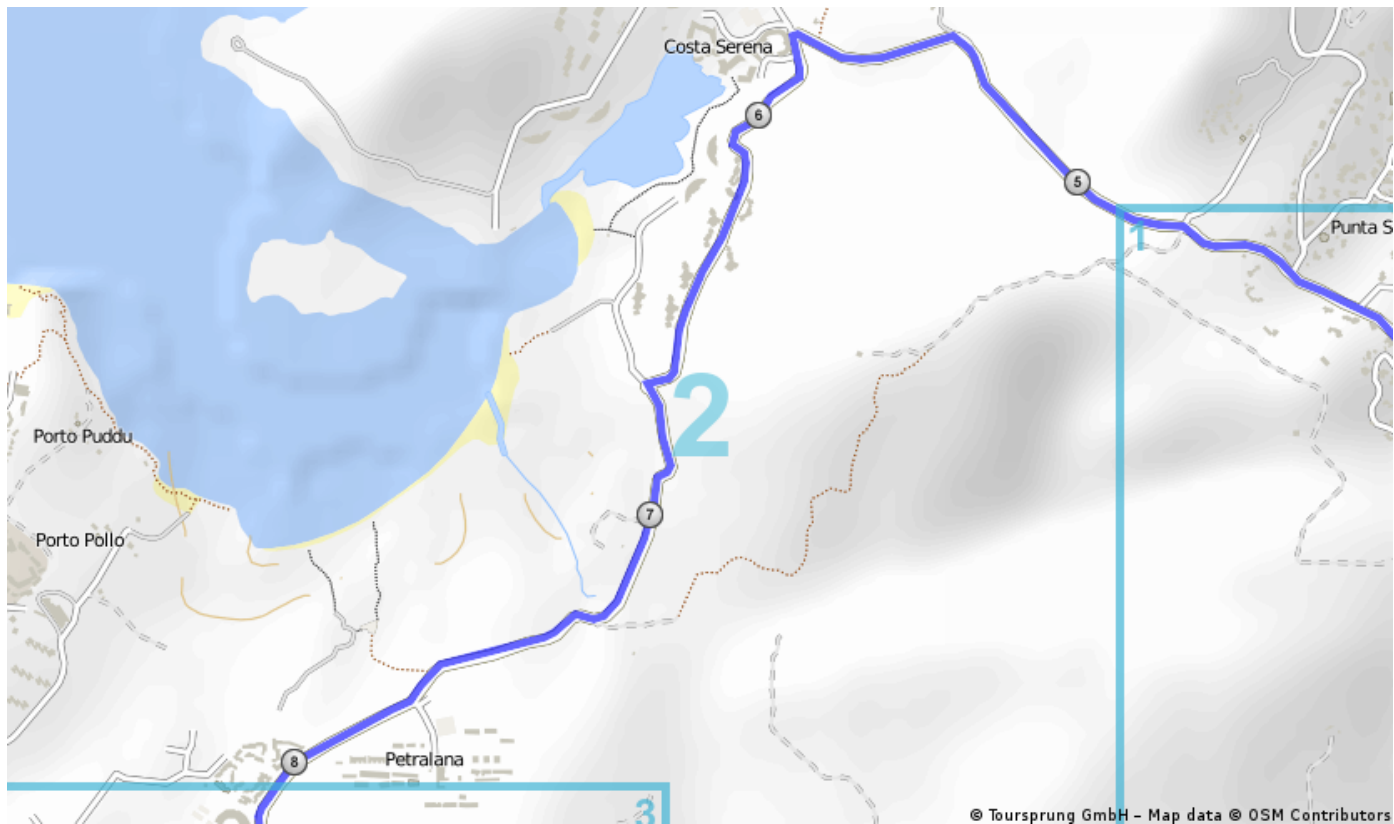 Costa Serena
6
5
1
Punta S
2
Porto Puddu
7
Porto Pollo
8
Petralana
3
© Toursprung GmbH – Map data © OSM Contributors